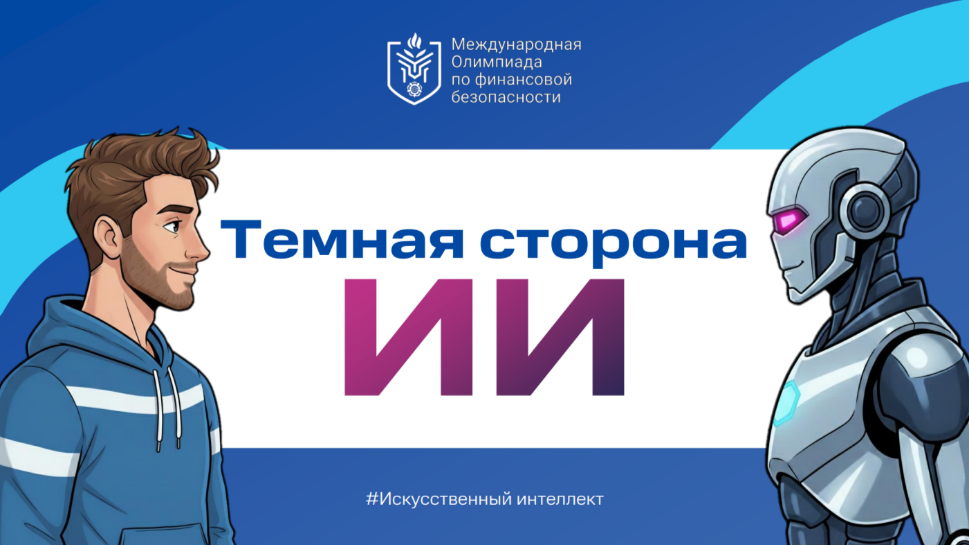 Международная
Олимпиада
по финансовой
безопасности
Темная сторона
ИИ
#Искусственный интеллект